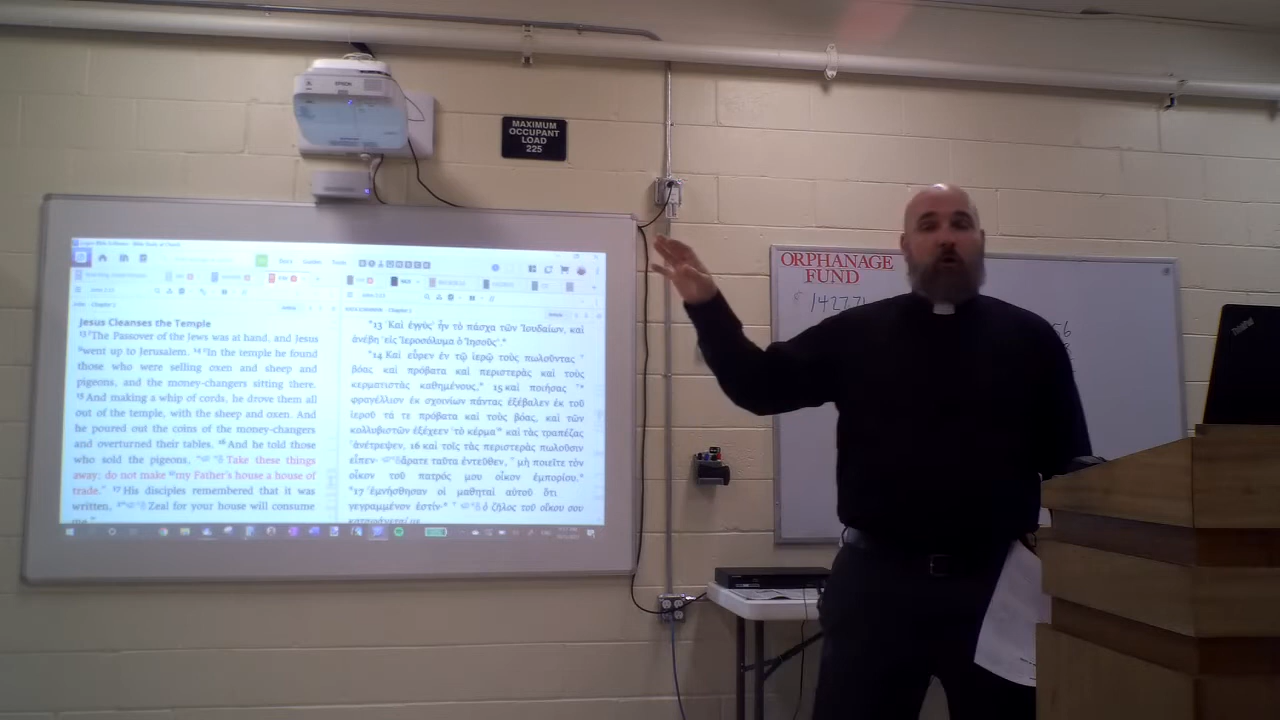 EPSON
MAXIMUM
OCCUPANT
LOAD
225
ORPHANAGE
FUND
ThinkPad
Guides
Tools
Jesus Cleanses the Temple
13 The Passover of the Jews was at hand, and Jesus
went up to Jerusalem. 14 In the temple he found
those who were selling oxen and sheep and
pigeons, and the money-changers sitting there.
15 And making a whip of cords, he drove them all
out of the temple, with the sheep and oxen. And
he poured out the coins of the money-changers
and overturned their tables. 16 And he told those
who sold the pigeons, "Take these things
away; do not make my Father's house a house of
trade." 17 His disciples remembered that it was
written, Zeal for your house will consume
me."
13 Καὶ ἐγγὺς ἦν τὸ πάσχα τῶν Ἰουδαίων, καὶ
ἀνέβη εἰς Ἱεροσόλυμα ὁ Ἰησοῦς.
14 Καὶ εὗρεν ἐν τῷ ἱερῷ τοὺς πωλοῦντας
βόας καὶ πρόβατα καὶ περιστερὰς καὶ τοὺς
κερματιστὰς καθημένους, 15 καὶ ποιήσας
φραγέλλιον ἐκ σχοινίων πάντας ἐξέβαλεν ἐκ τοῦ
ἱεροῦ τά τε πρόβατα καὶ τοὺς βόας, καὶ τῶν
κολλυβιστῶν ἐξέχεεν τὸ κέρμα καὶ τὰς τραπέζας
ἀνέτρεψεν, 16 καὶ τοῖς τὰς περιστερὰς πωλοῦσιν
εἶπεν· ἄρατε ταῦτα ἐντεῦθεν, μὴ ποιεῖτε τὸν
οἶκον τοῦ πατρός μου οἶκον ἐμπορίου.
17 ἐμνήσθησαν οἱ μαθηταὶ αὐτοῦ ὅτι
γεγραμμένον ἐστίν· ὁ ζῆλος τοῦ οἴκου σου
καταφάγεταί με.